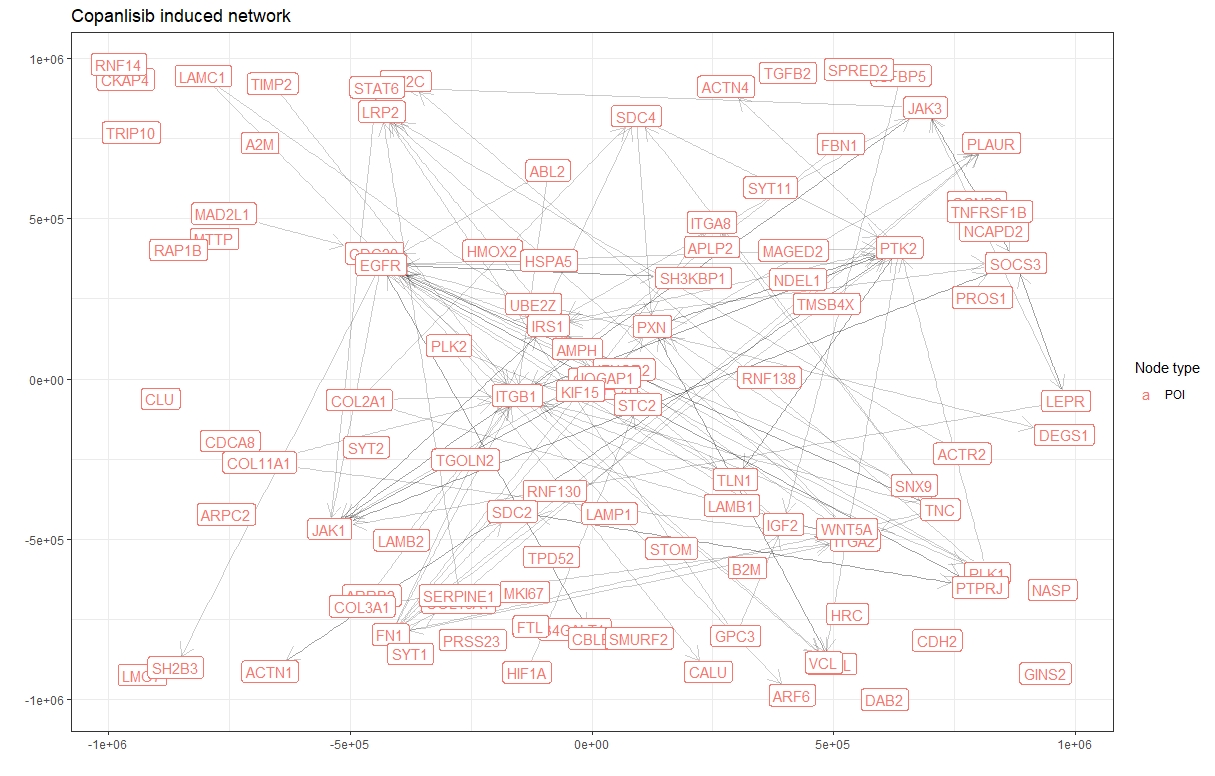 Copanlisib induced network
1e+06
5e+05
0e+00
-5e+05
-1e+06
RNF14
CKAP4
LAMC1
TIMP2
STAT6
LRP2
ACTN4
TGFB2
SPRED2
JAK3
SDC4
TRIP10
A2M
FBN1
PLAUR
ABL2
SYT11
MAD2L1
TNFRSF1B
ITGA8
NCAPD2
MTTP
RAP1B
HMOX2
APLP2
MAGED2
PTK2
EGFR
HSPA5
SOCS3
SH3KBP1
NDEL1
PROS1
UBE2Z
TMSB4X
IRS1
PXN
PLK2
AMPH
IQGAP1
RNF138
KIF15
CLU
COL2A1
ITGB1
STC2
LEPR
DEGS1
CDCA8
SYT2
ACTR2
COL11A1
TGOLN2
TLN1
SNX9
RNF130
LAMB1
TNC
ARPC2
SDC2
LAMP1
JAK1
IGF2
WNT5A
ITGA2
LAMB2
STOM
TPD52
B2M
PLK1
PTPRJ
NASP
MKI67
SERPINE1
COL3A1
HRC
FTL
FN1
PRSS23
SMURF2
GPC3
CDH2
SYT1
VCL
SH2B3
ACTN1
HIF1A
CALU
GINS2
ARF6
DAB2
-1e+06
-5e+05
0e+00
5e+05
1e+06
Node type
a POI